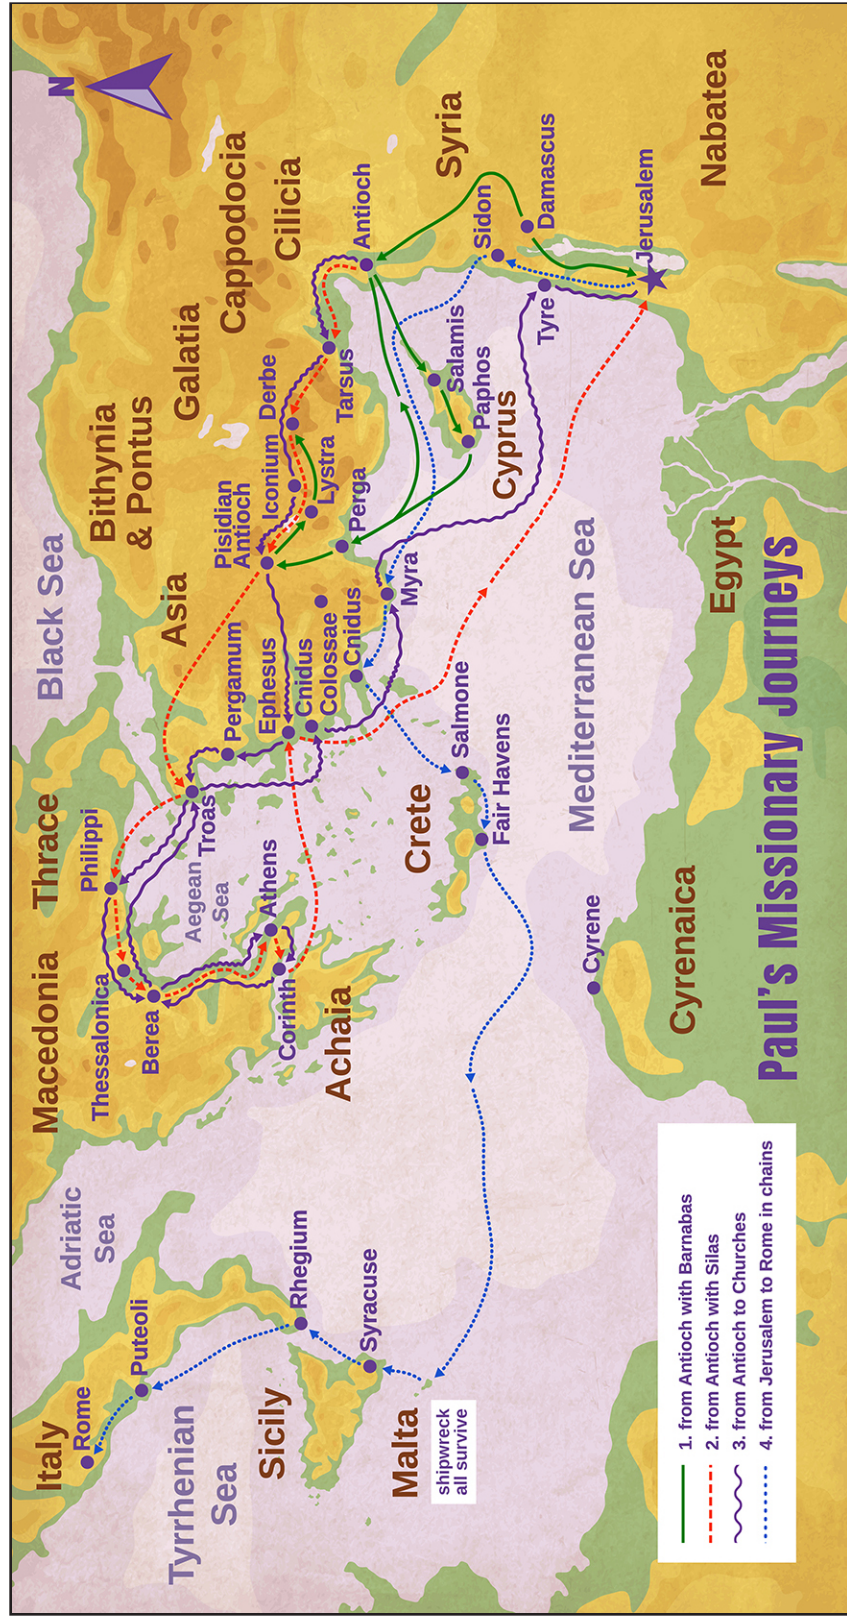 N
Black Sea
Bithynia
& Pontus
Galatia
Cappodocia
Cilicia
Syria
Nabatea
Macedonia
Thrace
Asia
Italy
Rome
Puteoli
Adriatic
Sea
Tyrrhenian
Sea
Sicily
Rhegium
Syracuse
Malta
shipwreck
all survive
Thessalonica
Berea
Philippi
Troas
Aegean
Sea
Athens
Corinth
Achaia
Pergamum
Ephesus
Cnidus
Colossae
Cnidus
Pisidian
Antioch
Iconium
Lystra
Derbe
Tarsus
Antioch
Perga
Myra
Salamis
Paphos
Cyprus
Crete
Salmone
Fair Havens
Sidon
Damascus
Tyre
Jerusalem
Mediterranean Sea
Cyrene
Cyrenaica
Egypt
Paul's Missionary Journeys
1. from Antioch with Barnabas
2. from Antioch with Silas
3. from Antioch to Churches
4. from Jerusalem to Rome in chains